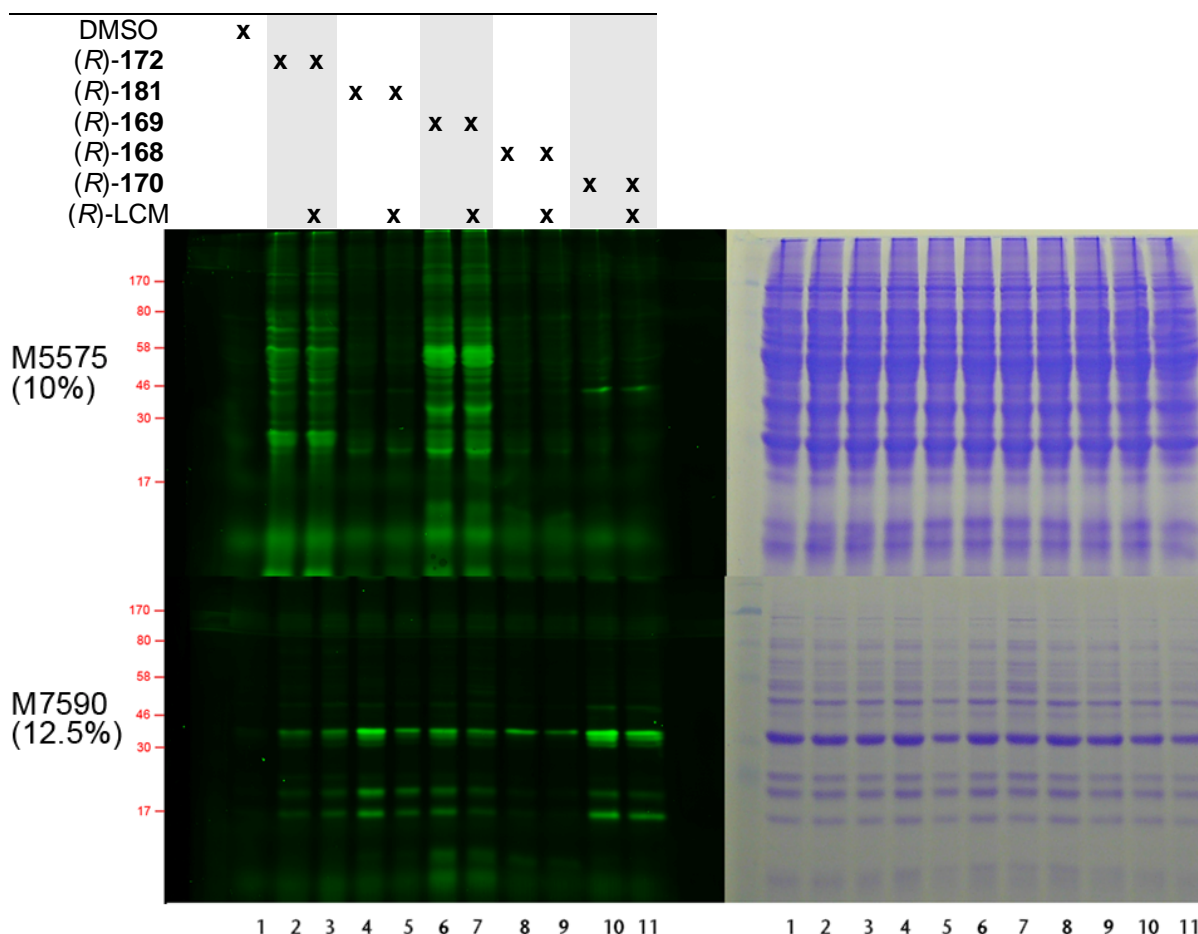 DMSO x
(R)-172 x x
(R)-181 x x
(R)-169 x x
(R)-168 x x
(R)-170 x x
(R)-LCM x x x x x
170
80
58
M5575
(10%)
46
30
17
170
80
58
M7590
(12.5%)
46
30
17
1 2 3 4 5 6 7 8 9 10 11 1 2 3 4 5 6 7 8 9 10 11